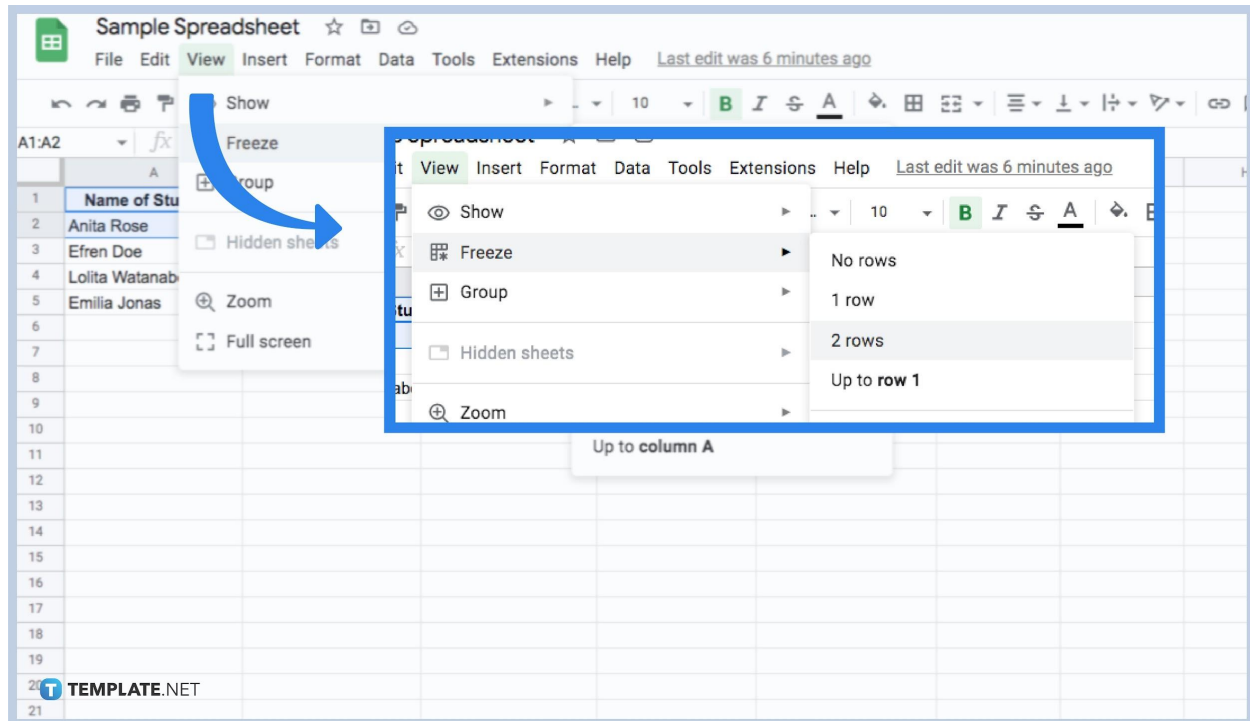 Sample Spreadsheet
File Edit View Insert Format Data Tools Extensions Help Last edit was 6 minutes ago
Show
10 B I S A
A1:A2 fx
Freeze
Group
Hidden sheets
Zoom
Full screen
A
H
1 Name of Stu
2 Anita Rose
3 Efren Doe
4 Lolita Watanab
5 Emilia Jonas
6
7
8
9
10
11
12
13
14
15
16
17
18
19
20
21
View Insert Format Data Tools Extensions Help Last edit was 6 minutes ago
Show
10 B I S A
Freeze
Group
Hidden sheets
Zoom
No rows
1 row
2 rows
Up to row 1
Up to column A
TEMPLATE.NET